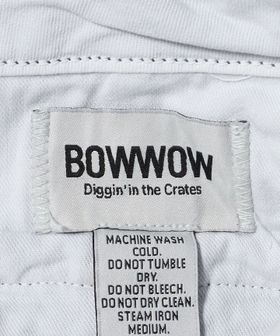 BOWWOW
Diggin' in the Crates
MACHINE WASH
COLD.
DO NOT TUMBLE
DRY.
DO NOT BLEECH.
DO NOT DRY CLEAN.
STEAM IRON
MEDIUM.